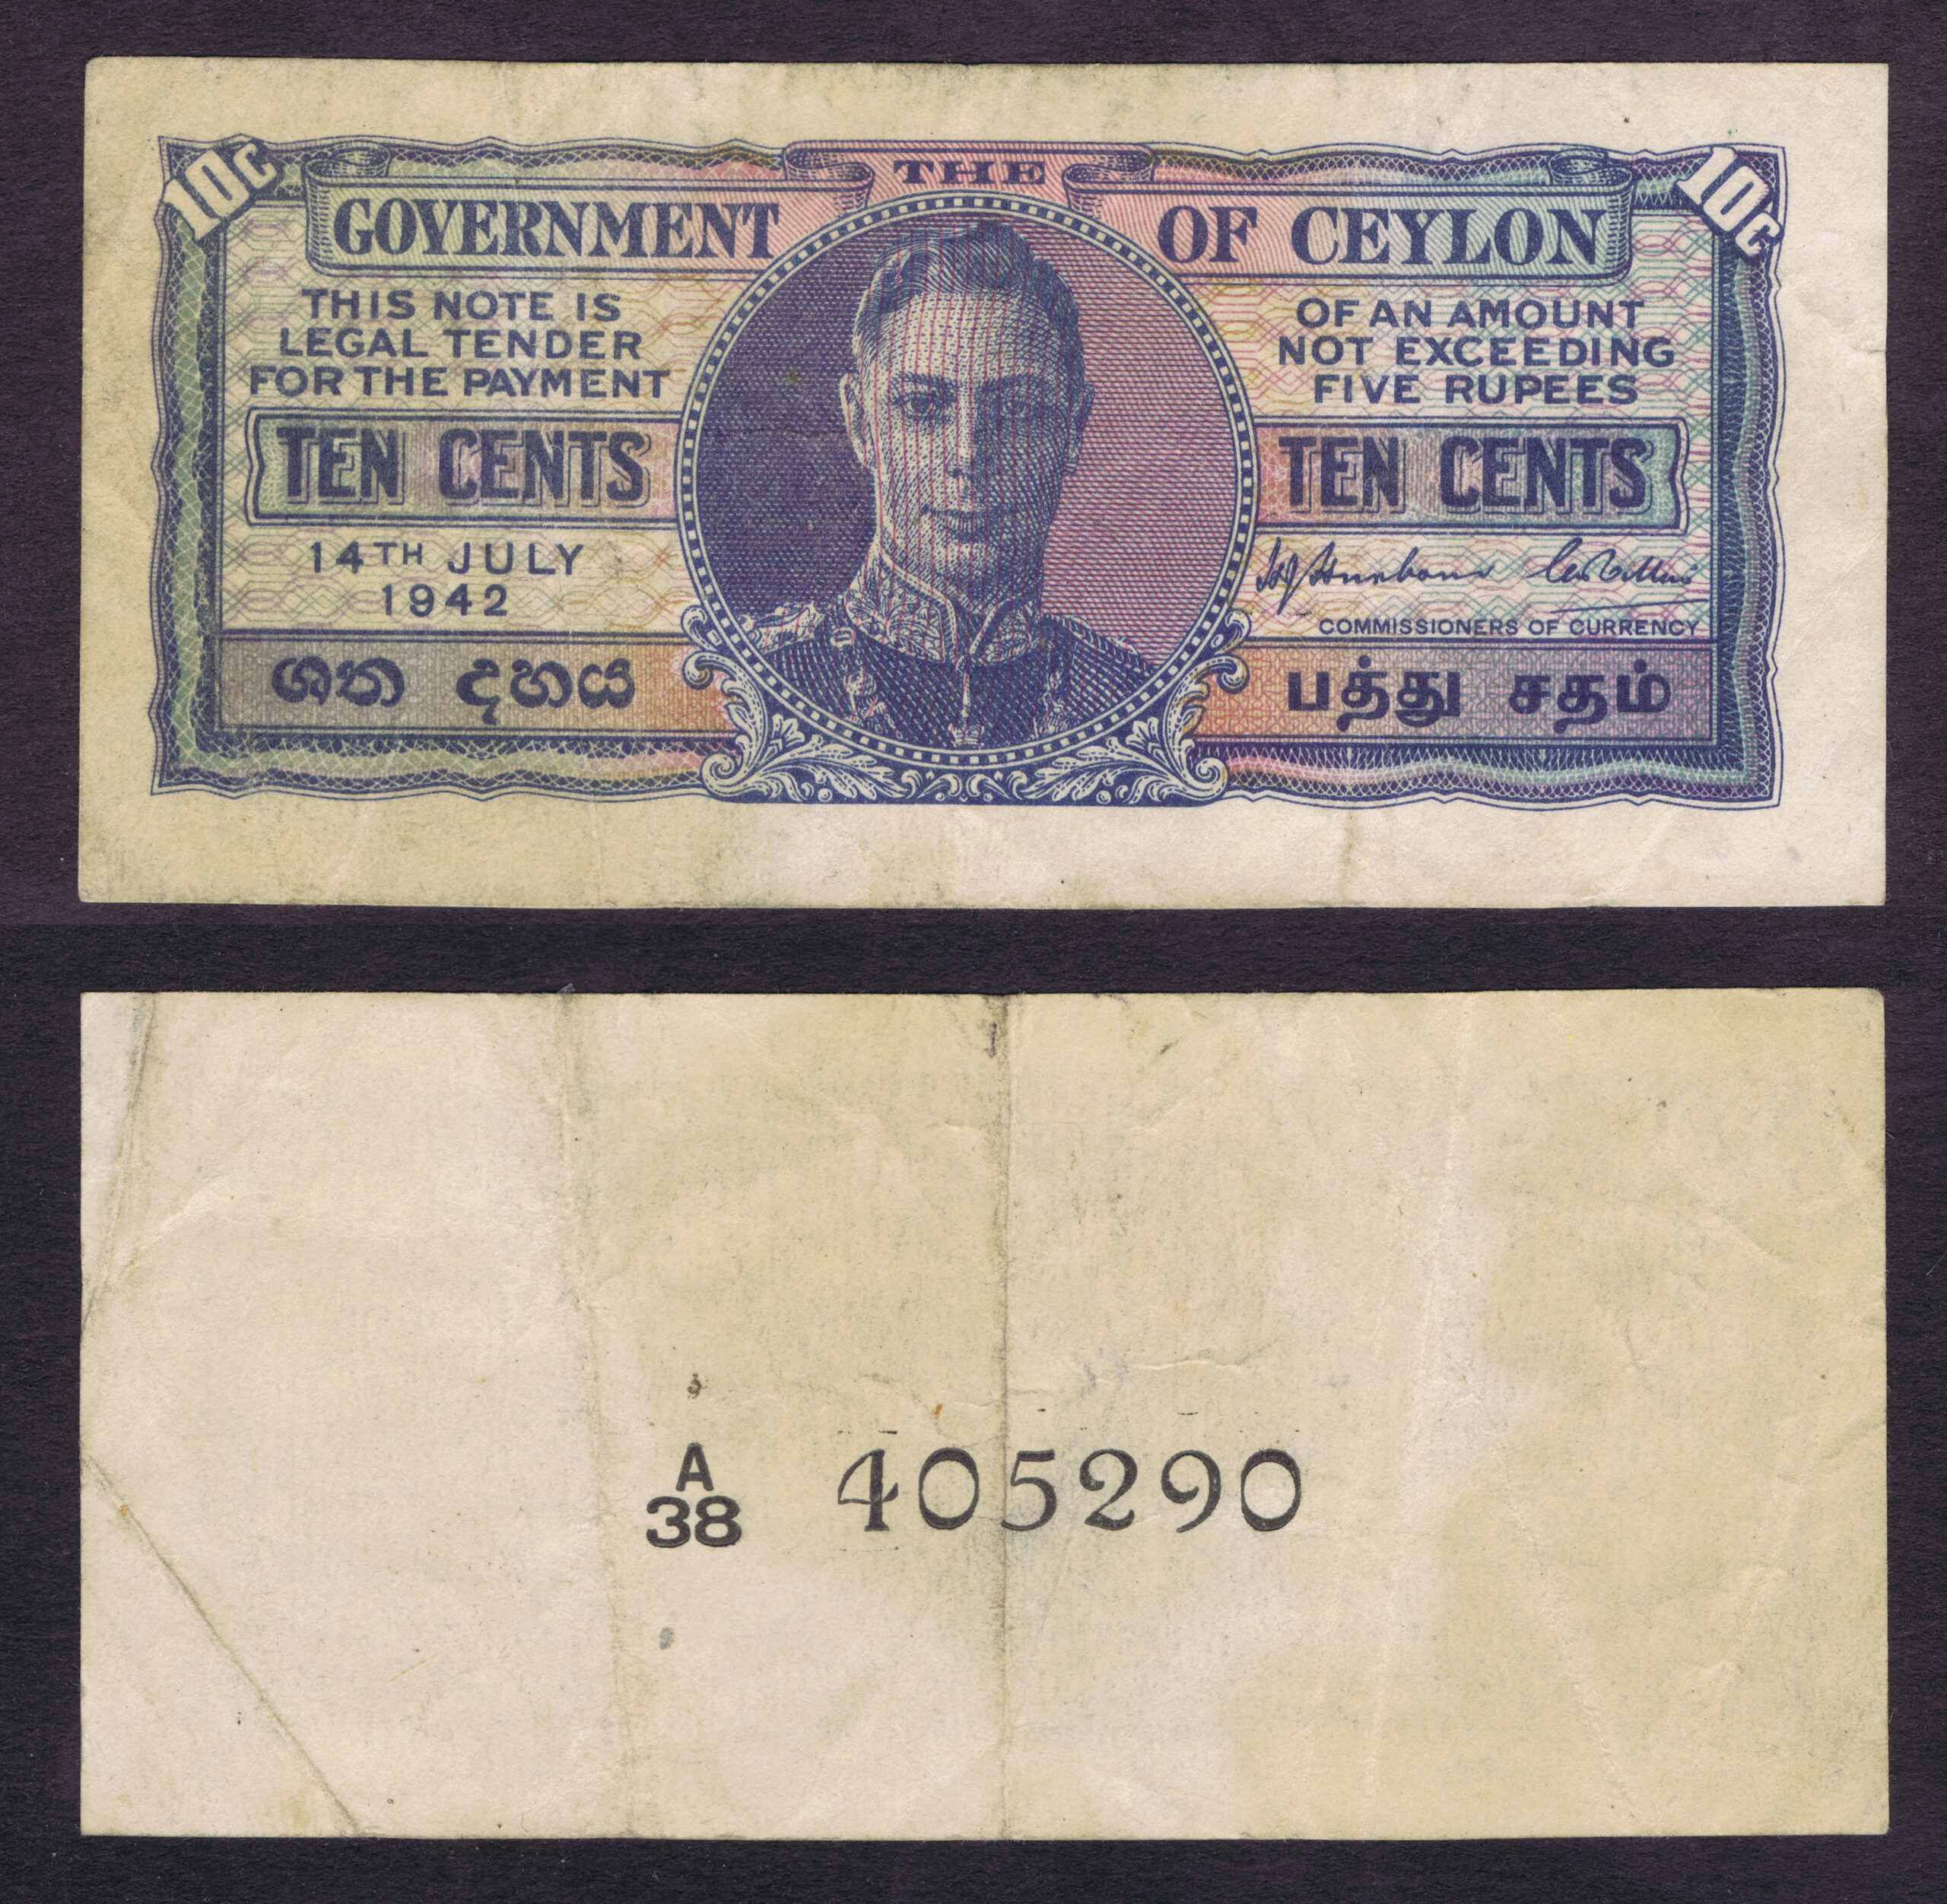 10c
10c
THE
GOVERNMENT OF CEYLON
THIS NOTE IS
LEGAL TENDER
FOR THE PAYMENT
OF AN AMOUNT
NOT EXCEEDING
FIVE RUPEES
TEN CENTS
TEN CENTS
14TH JULY
1942
COMMISSIONERS OF CURRENCY
ශත දහය
பத்து சதம்
A
38
405290